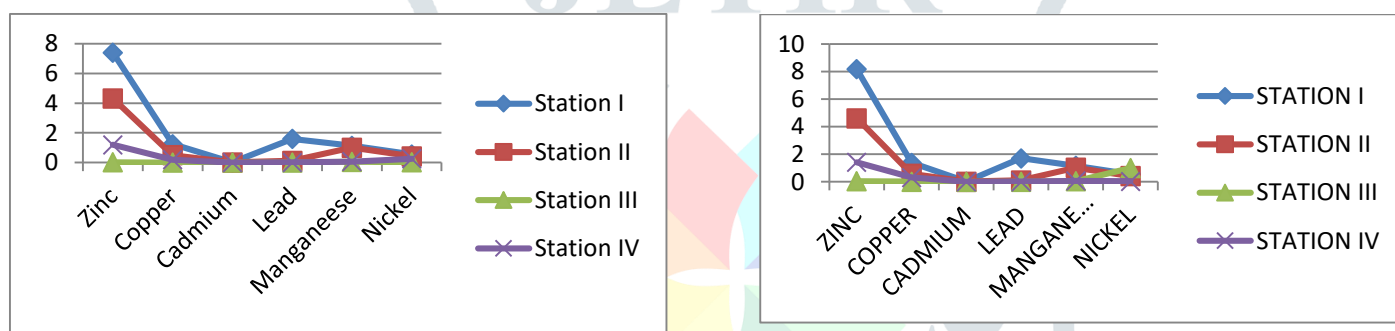 JETIR
8
6
4
2
0
Zinc
Copper
Cadmium
Lead
Manganeese
Nickel
Station I
Station II
Station III
Station IV
10
8
6
4
2
0
ZINC
COPPER
CADMIUM
LEAD
MANGANE...
NICKEL
STATION I
STATION II
STATION III
STATION IV